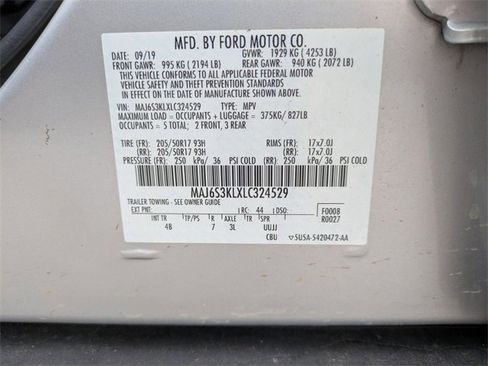 MFD. BY FORD MOTOR CO.
DATE: 09/19 GVWR: 1929 KG ( 4253 LB)
FRONT GAWR: 995 KG ( 2194 LB) REAR GAWR: 940 KG ( 2072 LB)
THIS VEHICLE CONFORMS TO ALL APPLICABLE FEDERAL MOTOR
VEHICLE SAFETY AND THEFT PREVENTION STANDARDS IN EFFECT ON
THE DATE OF MANUFACTURE SHOWN ABOVE.
VIN: MAJ6S3KLXLC324529 TYPE: MPV
MAXIMUM LOAD = OCCUPANTS + LUGGAGE = 375KG/ 827LB
OCCUPANTS = 5 TOTAL; 2 FRONT, 3 REAR
TIRE (FR): 205/50R17 93H RIMS (FR): 17x7.0J
(RR): 205/50R17 93H (RR): 17x7.0J
PRESSURE (FR): 250 kPa/ 36 PSI COLD (RR): 250 kPa/ 36 PSI COLD
MAJ6S3KLXLC324529
TRAILER TOWING - SEE OWNER GUIDE
EXT PNT: RC: 44 DSO: F0008
R0027
INT TR TP/PS R AXLE TR SPR
4B 7 3L UUJJ
CBU 5U5A-5420472-AA